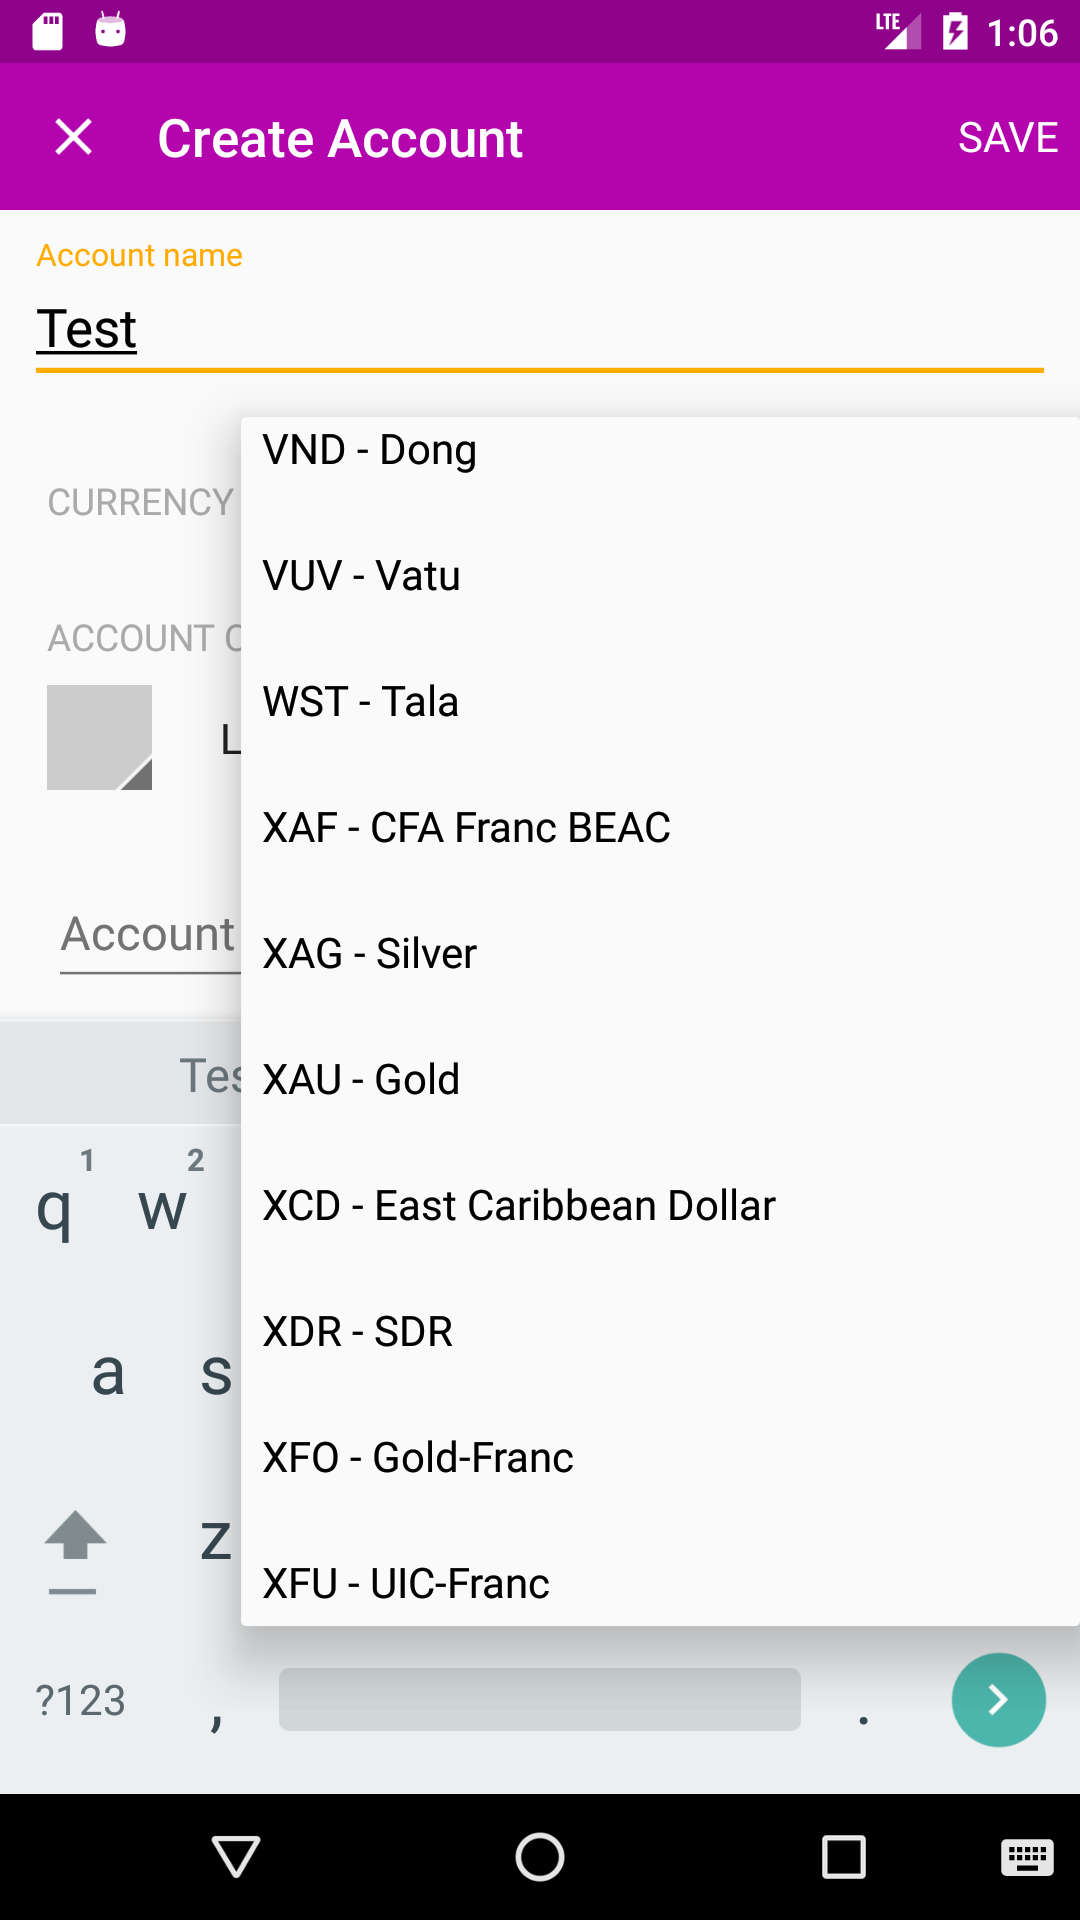 LTE 1:06
Create Account SAVE
Account name
Test
VND - Dong
CURRENCY
VUV - Vatu
ACCOUNT
WST - Tala
L
XAF - CFA Franc BEAC
Account
XAG - Silver
Tes
XAU - Gold
1 2
q w
XCD - East Caribbean Dollar
XDR - SDR
a s
XFO - Gold-Franc
z
XFU - UIC-Franc
?123 , .